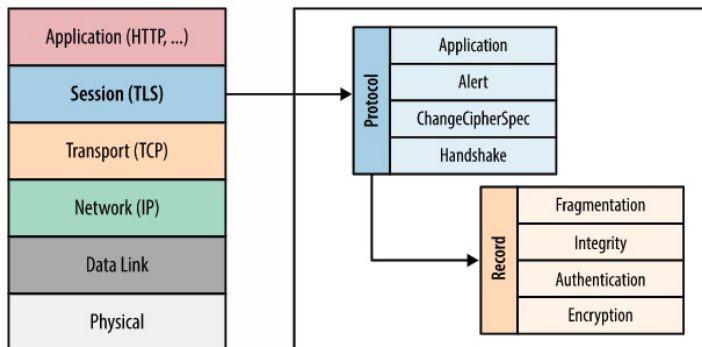 Application (HTTP, ...)
Session (TLS)
Transport (TCP)
Network (IP)
Data Link
Physical
Protocol
Application
Alert
ChangeCipherSpec
Handshake
Record
Fragmentation
Integrity
Authentication
Encryption